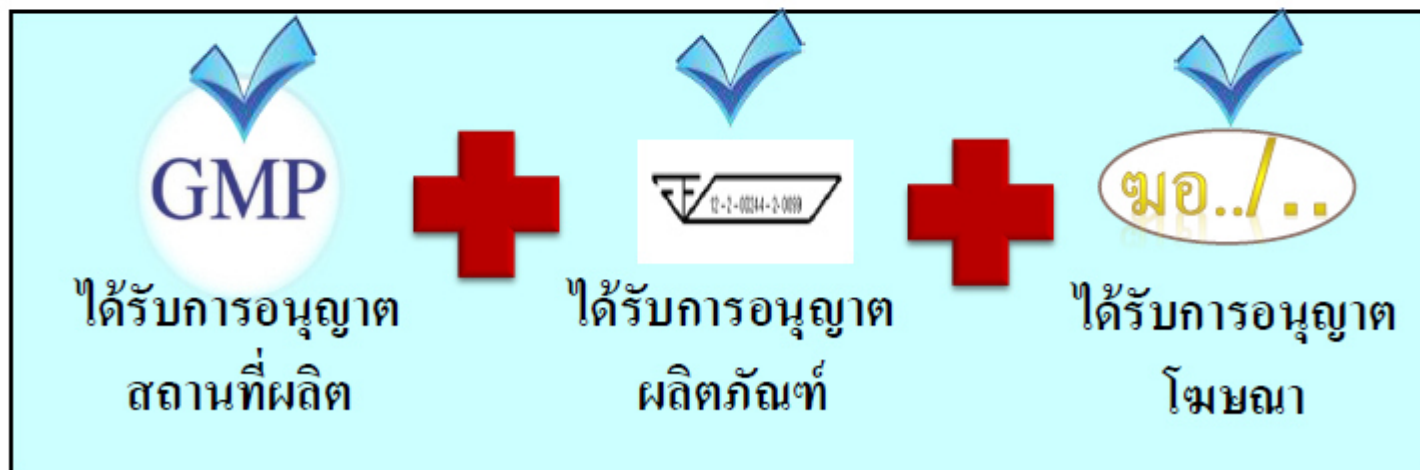 GMP
12-2-00244-2-0099
ฆอ../..
ได้รับการอนุญาต
สถานที่ผลิต
ได้รับการอนุญาต
ผลิตภัณฑ์
ได้รับการอนุญาต
โฆษณา